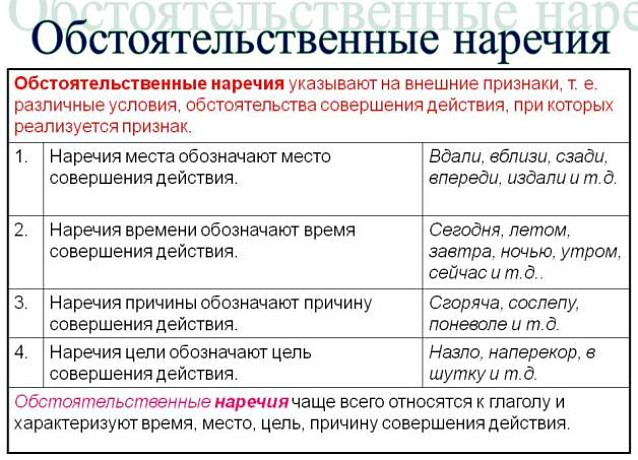 Обстоятельственные наречия
Обстоятельственные наречия
Обстоятельственные наречия указывают на внешние признаки, т. е.
различные условия, обстоятельства совершения действия, при которых
реализуется признак.
1. Наречия места обозначают место
совершения действия.
Вдали, вблизи, сзади,
впереди, издали и т.д.
2. Наречия времени обозначают время
совершения действия.
Сегодня, летом,
завтра, ночью, утром,
сейчас и т.д..
3. Наречия причины обозначают причину
совершения действия.
Сгоряча, сослепу,
поневоле и т.д.
4. Наречия цели обозначают цель
совершения действия.
Назло, наперекор, в
шутку и т.д.
Обстоятельственные наречия чаще всего относятся к глаголу и
характеризуют время, место, цель, причину совершения действия.